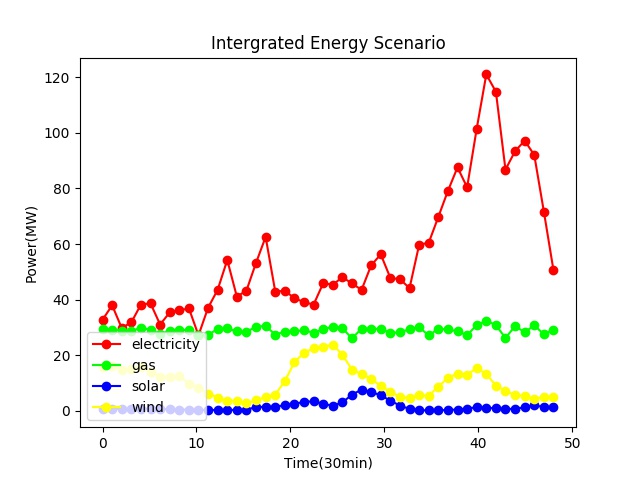 Intergrated Energy Scenario
Power(MW)
120
100
80
60
40
20
0
electricity
gas
solar
wind
0 10 20 30 40 50
Time(30min)